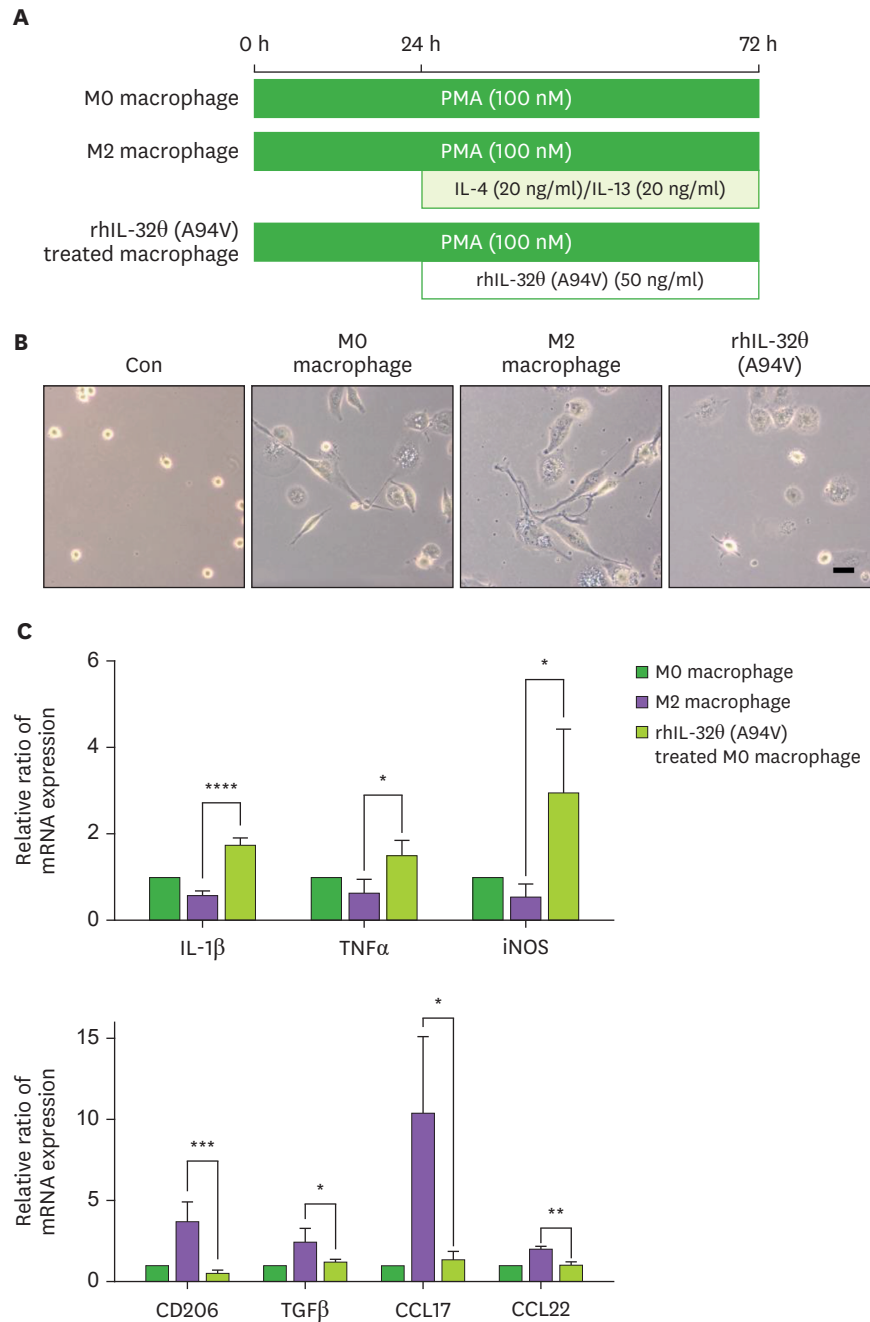 A
0 h 24 h 72 h
M0 macrophage PMA (100 nM)
M2 macrophage PMA (100 nM)
IL-4 (20 ng/ml)/IL-13 (20 ng/ml)
rhIL-32θ (A94V)
treated macrophage PMA (100 nM)
rhIL-32θ (A94V) (50 ng/ml)
B
Con
M0
macrophage
M2
macrophage
rhIL-32θ
(A94V)
C
Relative ratio of
mRNA expression
6
4
2
0
****
*
*
IL-1β TNFα iNOS
M0 macrophage
M2 macrophage
rhIL-32θ (A94V)
treated M0 macrophage
Relative ratio of
mRNA expression
15
10
5
0
***
*
*
**
CD206 TGFβ CCL17 CCL22